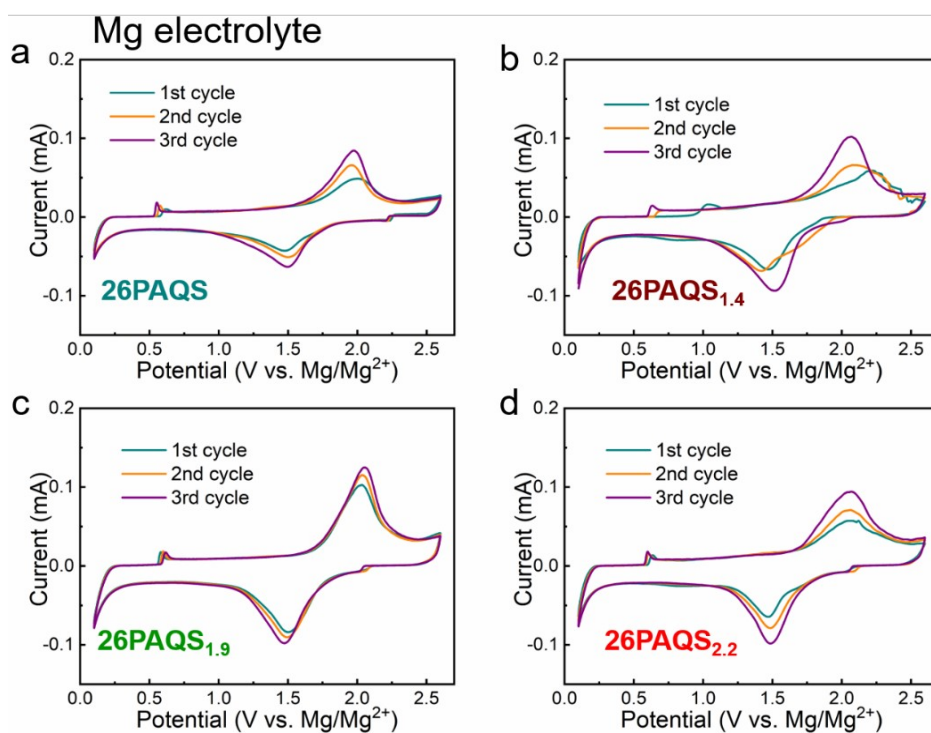 Mg electrolyte
a
0.2
0.1
0.0
-0.1
Current (mA)
1st cycle
2nd cycle
3rd cycle
26PAQS
0.0 0.5 1.0 1.5 2.0 2.5
Potential (V vs. Mg/Mg²⁺)
b
0.2
0.1
0.0
-0.1
Current (mA)
1st cycle
2nd cycle
3rd cycle
26PAQS₁.₄
0.0 0.5 1.0 1.5 2.0 2.5
Potential (V vs. Mg/Mg²⁺)
c
0.2
0.1
0.0
-0.1
Current (mA)
1st cycle
2nd cycle
3rd cycle
26PAQS₁.₉
0.0 0.5 1.0 1.5 2.0 2.5
Potential (V vs. Mg/Mg²⁺)
d
0.2
0.1
0.0
-0.1
Current (mA)
1st cycle
2nd cycle
3rd cycle
26PAQS₂.₂
0.0 0.5 1.0 1.5 2.0 2.5
Potential (V vs. Mg/Mg²⁺)